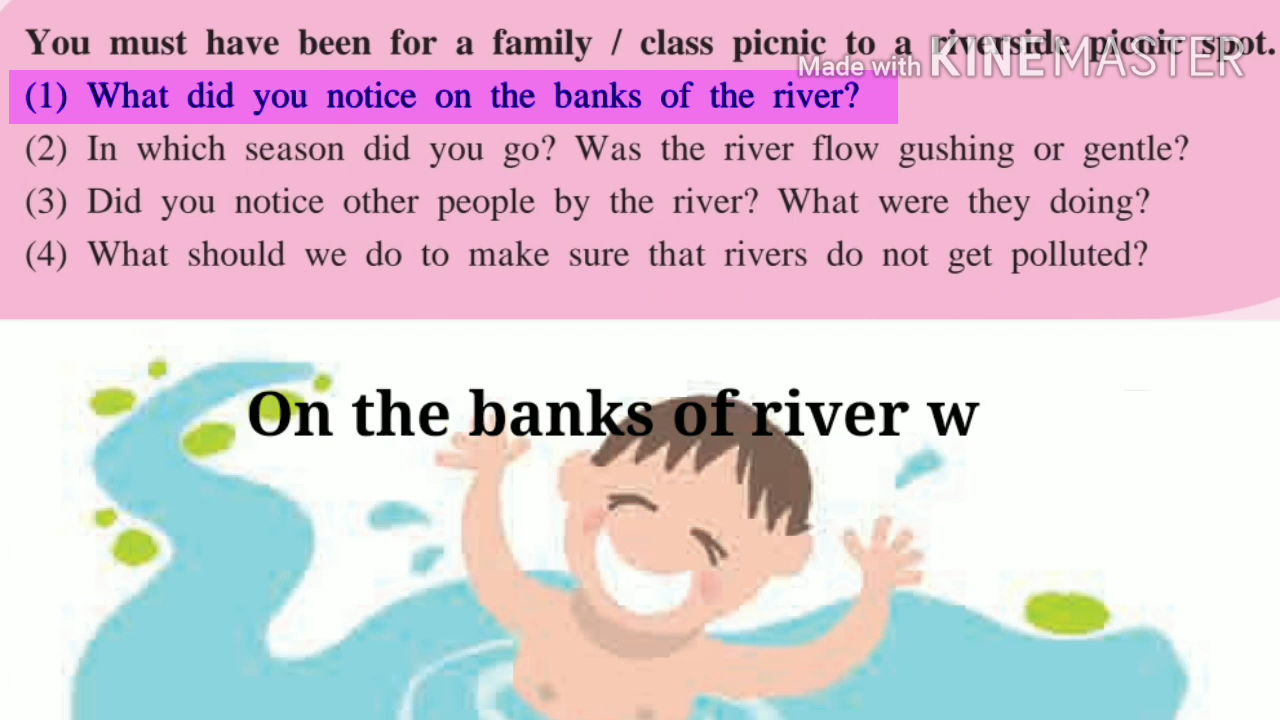 You must have been for a family / class picnic to a riverside picnic spot.
Made with KINEMASTER
(1) What did you notice on the banks of the river?
(2) In which season did you go? Was the river flow gushing or gentle?
(3) Did you notice other people by the river? What were they doing?
(4) What should we do to make sure that rivers do not get polluted?
On the banks of river w